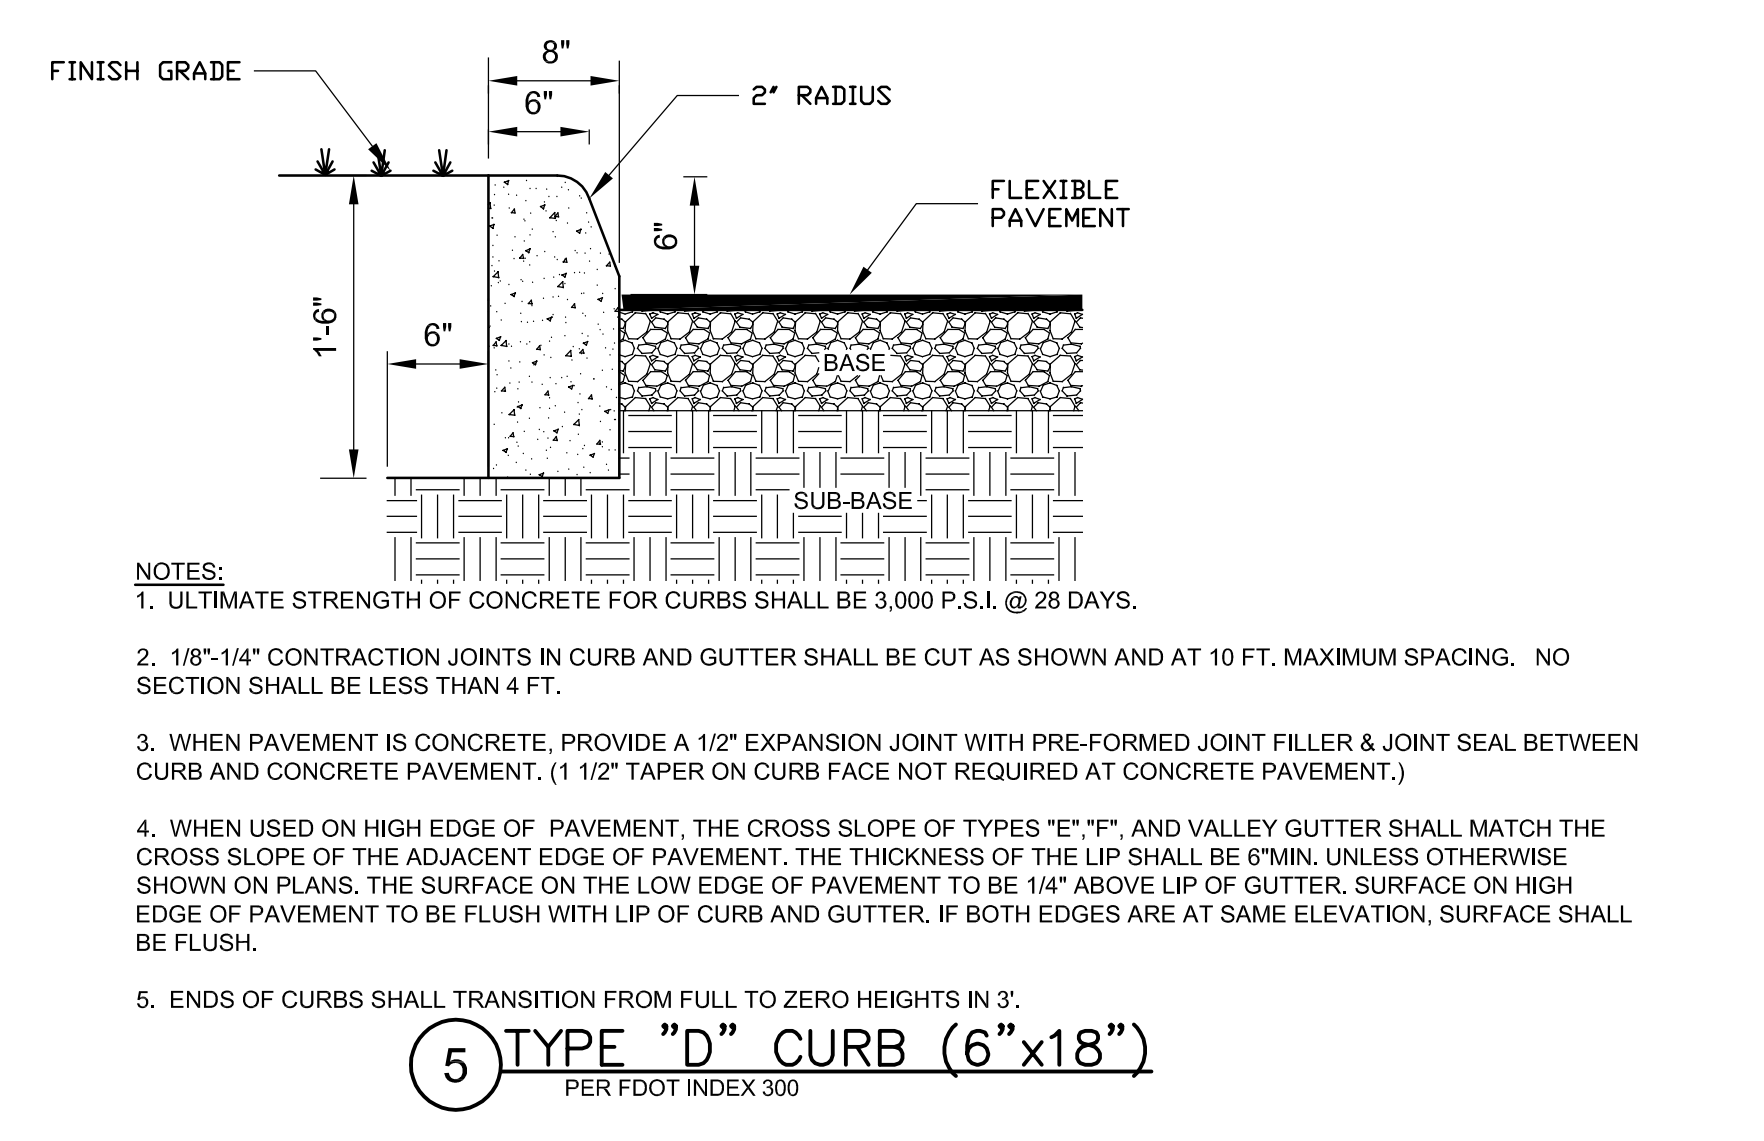 8"
FINISH GRADE
6"
2" RADIUS
FLEXIBLE
PAVEMENT
6"
1'-6"
6"
BASE
SUB-BASE
NOTES:
1. ULTIMATE STRENGTH OF CONCRETE FOR CURBS SHALL BE 3,000 P.S.I. @ 28 DAYS.
2. 1/8"-1/4" CONTRACTION JOINTS IN CURB AND GUTTER SHALL BE CUT AS SHOWN AND AT 10 FT. MAXIMUM SPACING. NO
SECTION SHALL BE LESS THAN 4 FT.
3. WHEN PAVEMENT IS CONCRETE, PROVIDE A 1/2" EXPANSION JOINT WITH PRE-FORMED JOINT FILLER & JOINT SEAL BETWEEN
CURB AND CONCRETE PAVEMENT. (1 1/2" TAPER ON CURB FACE NOT REQUIRED AT CONCRETE PAVEMENT.)
4. WHEN USED ON HIGH EDGE OF PAVEMENT, THE CROSS SLOPE OF TYPES "E","F", AND VALLEY GUTTER SHALL MATCH THE
CROSS SLOPE OF THE ADJACENT EDGE OF PAVEMENT. THE THICKNESS OF THE LIP SHALL BE 6"MIN. UNLESS OTHERWISE
SHOWN ON PLANS. THE SURFACE ON THE LOW EDGE OF PAVEMENT TO BE 1/4" ABOVE LIP OF GUTTER. SURFACE ON HIGH
EDGE OF PAVEMENT TO BE FLUSH WITH LIP OF CURB AND GUTTER. IF BOTH EDGES ARE AT SAME ELEVATION, SURFACE SHALL
BE FLUSH.
5. ENDS OF CURBS SHALL TRANSITION FROM FULL TO ZERO HEIGHTS IN 3'.
5 TYPE "D" CURB (6"x18")
PER FDOT INDEX 300